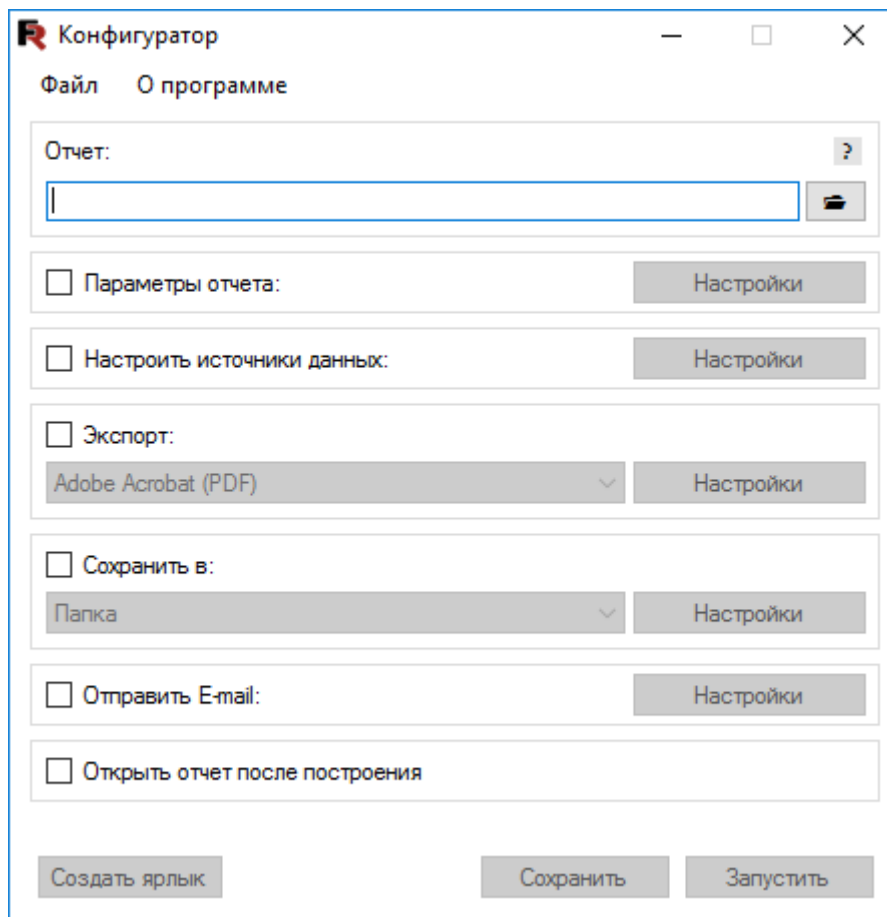 Конфигуратор
Файл О программе
Отчет: ?
Параметры отчета: Настройки
Настроить источники данных: Настройки
Экспорт:
Adobe Acrobat (PDF) Настройки
Сохранить в:
Папка Настройки
Отправить E-mail: Настройки
Открыть отчет после построения
Создать ярлык Сохранить Запустить